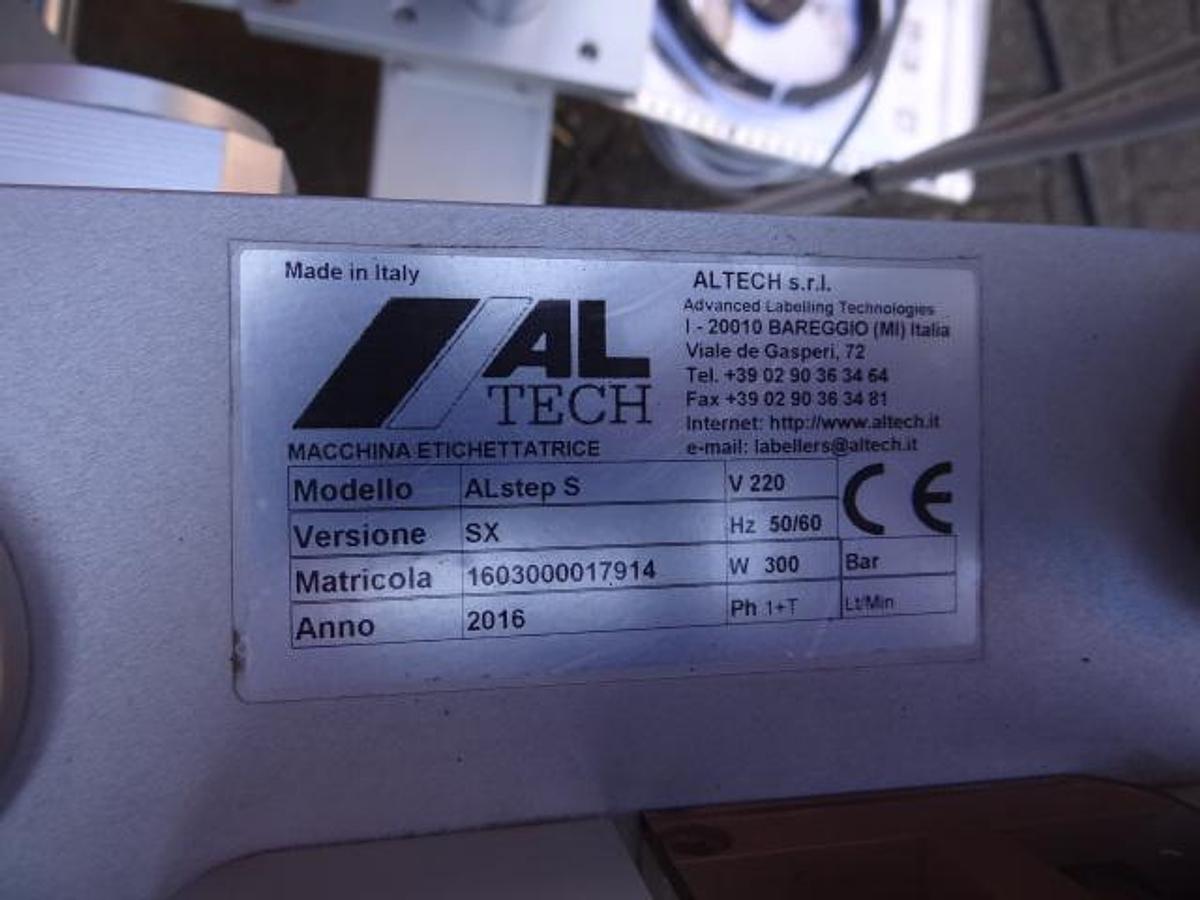 Made in Italy
AL
TECH
ALTECH s.r.l.
Advanced Labelling Technologies
I - 20010 BAREGGIO (MI) Italia
Viale de Gasperi, 72
Tel. +39 02 90 36 34 64
Fax +39 02 90 36 34 81
Internet: http://www.altech.it
e-mail: labellers@altech.it
MACCHINA ETICHETTATRICE
Modello ALstep S V 220 CE
Versione SX Hz 50/60
Matricola 1603000017914 W 300 Bar
Anno 2016 Ph 1+T Lt/Min